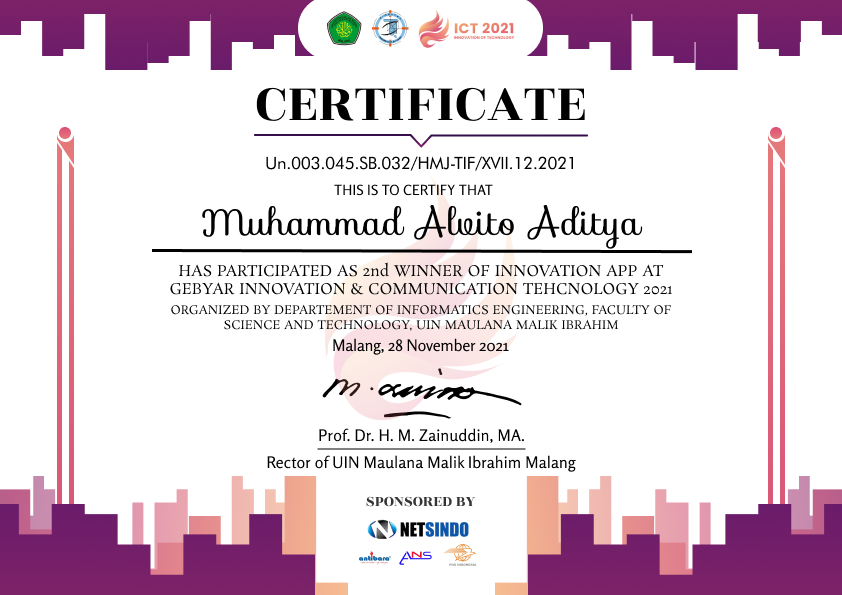 ICT 2021
INNOVATION OF TECHNOLOGY
CERTIFICATE
Un.003.045.SB.032/HMJ-TIF/XVII.12.2021
THIS IS TO CERTIFY THAT
Muhammad Alvito Aditya
HAS PARTICIPATED AS 2nd WINNER OF INNOVATION APP AT
GEBYAR INNOVATION & COMMUNICATION TEHCNOLOGY 2021
ORGANIZED BY DEPARTEMENT OF INFORMATICS ENGINEERING, FACULTY OF
SCIENCE AND TECHNOLOGY, UIN MAULANA MALIK IBRAHIM
Malang, 28 November 2021
Prof. Dr. H. M. Zainuddin, MA.
Rector of UIN Maulana Malik Ibrahim Malang
SPONSORED BY
NETSINDO
antibara
ANS
POS INDONESIA